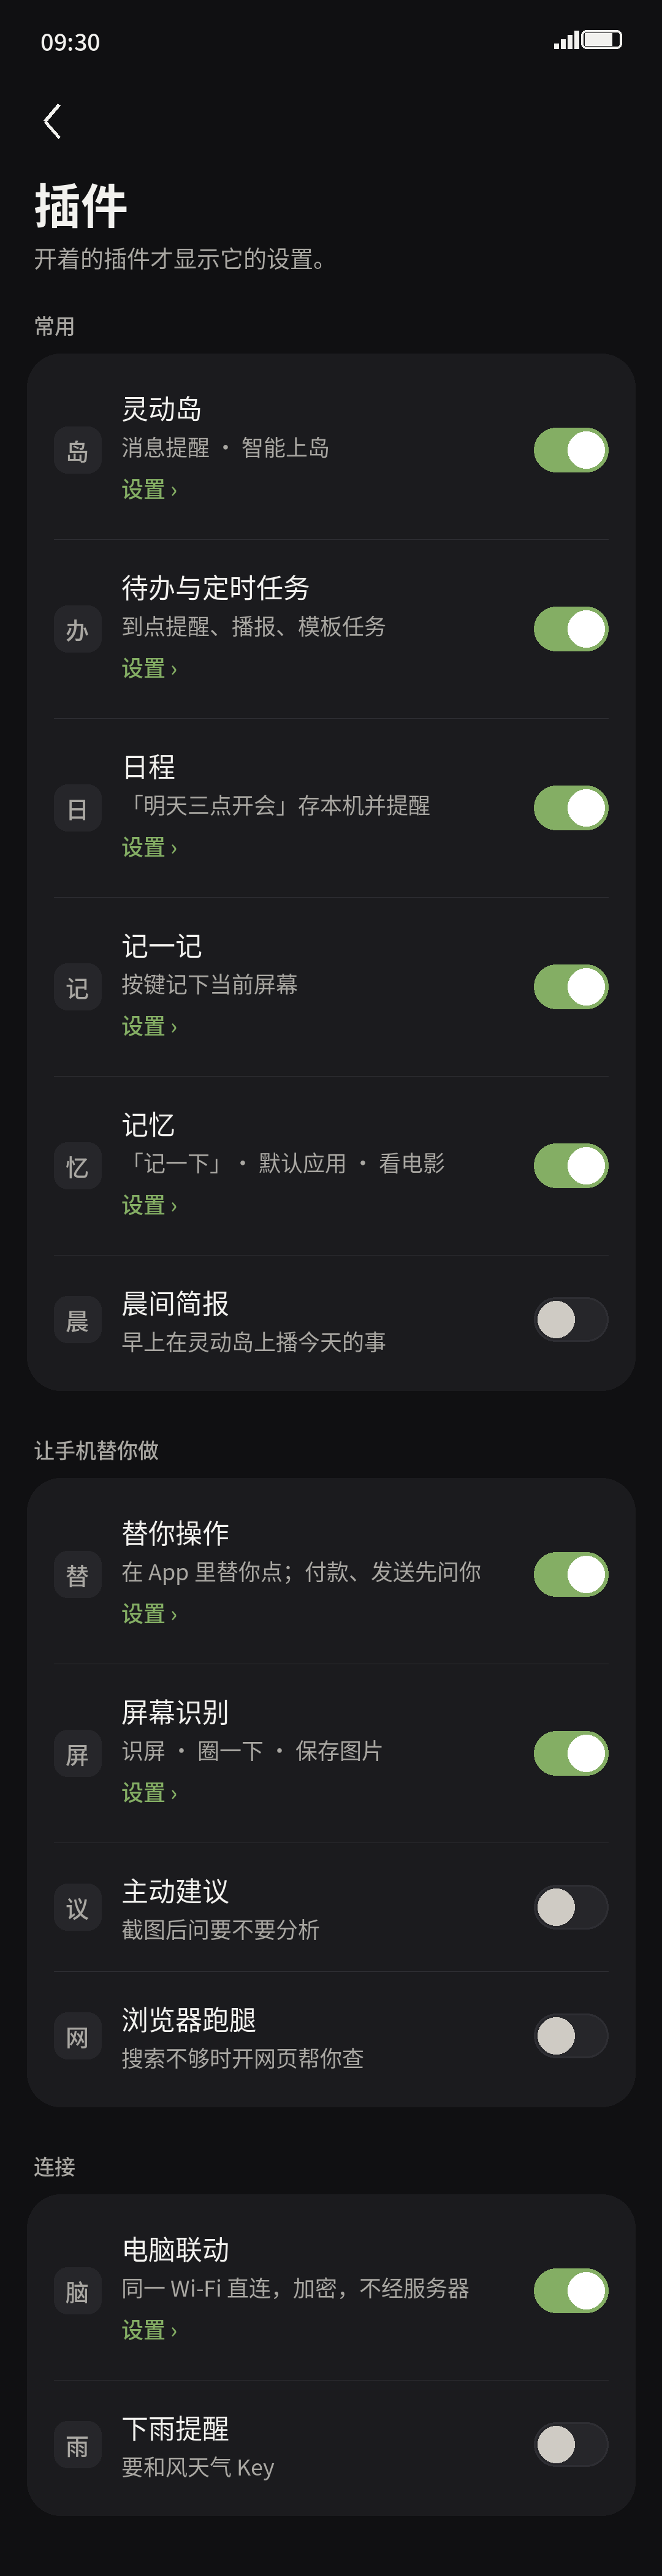 09:30
插件
开着的插件才显示它的设置。
常用
岛
灵动岛
消息提醒 · 智能上岛
设置 ›
办
待办与定时任务
到点提醒、播报、模板任务
设置 ›
日
日程
「明天三点开会」存本机并提醒
设置 ›
记
记一记
按键记下当前屏幕
设置 ›
忆
记忆
「记一下」 · 默认应用 · 看电影
设置 ›
晨
晨间简报
早上在灵动岛上播今天的事
让手机替你做
替
替你操作
在 App 里替你点；付款、发送先问你
设置 ›
屏
屏幕识别
识屏 · 圈一下 · 保存图片
设置 ›
议
主动建议
截图后问要不要分析
网
浏览器跑腿
搜索不够时开网页帮你查
连接
脑
电脑联动
同一 Wi-Fi 直连，加密，不经服务器
设置 ›
雨
下雨提醒
要和风天气 Key